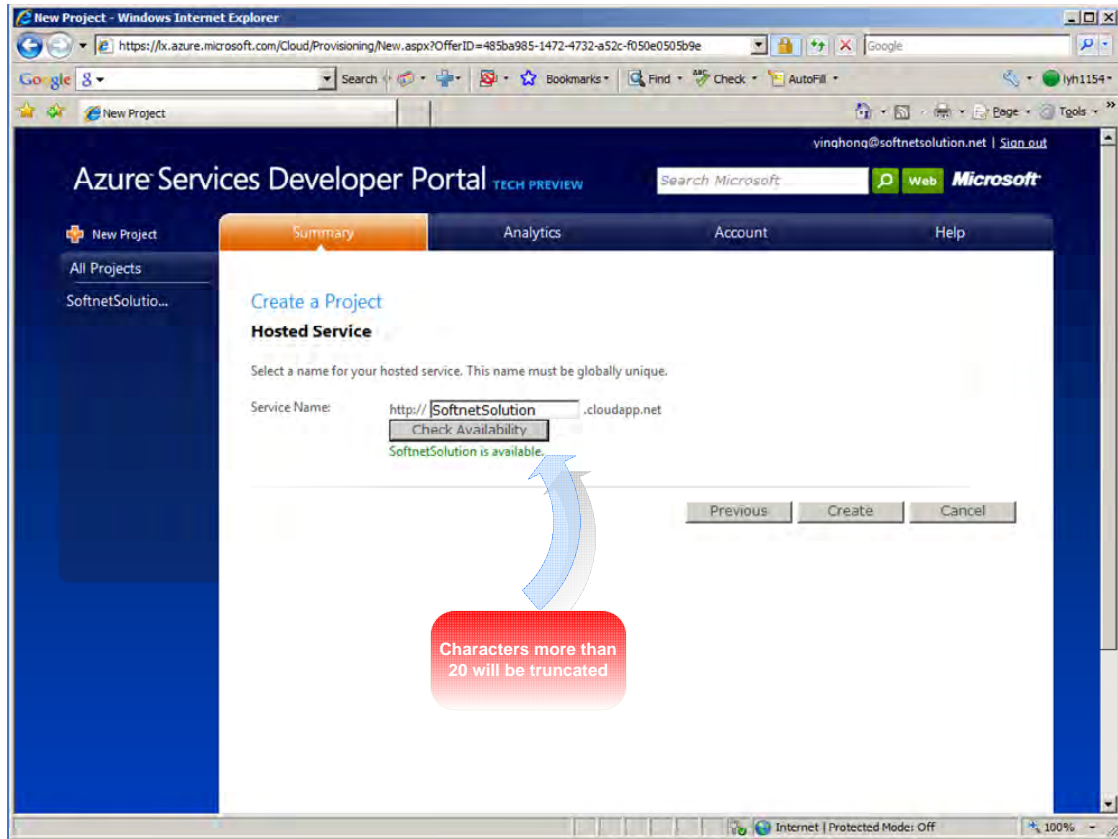 New Project - Windows Internet Explorer
https://lx.azure.microsoft.com/Cloud/Provisioning/New.aspx?OfferID=485ba985-1472-4732-a52c-f050e0505b9e
Google
Google
Search
Bookmarks
Find
Check
AutoFill
lyh1154
New Project
Page
Tools
yinghong@softnetsolution.net | Sign out
Azure Services Developer Portal TECH PREVIEW
Search Microsoft
Web
Microsoft
New Project
Summary
Analytics
Account
Help
All Projects
SoftnetSolutio...
Create a Project
Hosted Service
Select a name for your hosted service. This name must be globally unique.
Service Name:
http:// SoftnetSolution .cloudapp.net
Check Availability
SoftnetSolution is available.
Previous
Create
Cancel
Characters more than
20 will be truncated
Internet | Protected Mode: Off
100%